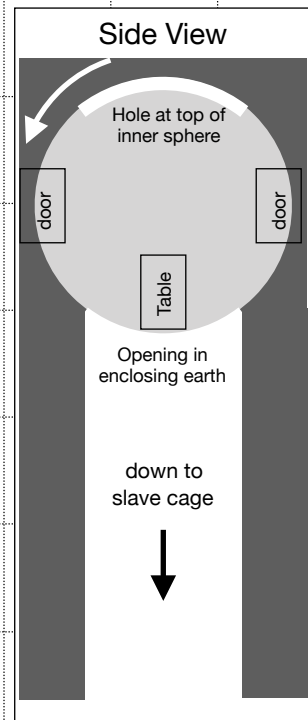 Side View
Hole at top of
inner sphere
door
door
Table
Opening in
enclosing earth
down to
slave cage